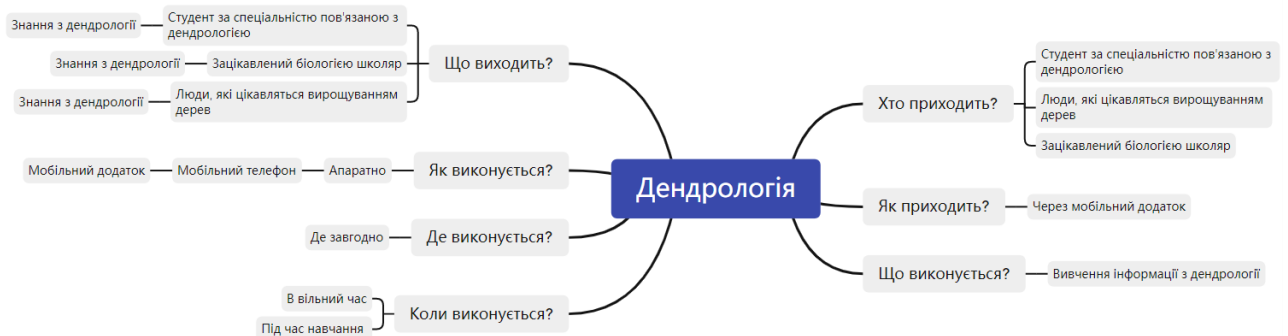 Дендрологія
Хто приходить?
Студент за спеціальністю пов'язаною з
дендрологією
Люди, які цікавляться вирощуванням
дерев
Зацікавлений біологією школяр
Як приходить?
Через мобільний додаток
Що виконується?
Вивчення інформації з дендрології
Що виходить?
Студент за спеціальністю пов'язаною з
дендрологією
Знання з дендрології
Зацікавлений біологією школяр
Знання з дендрології
Люди, які цікавляться вирощуванням
дерев
Знання з дендрології
Як виконується?
Апаратно
Мобільний телефон
Мобільний додаток
Де виконується?
Де завгодно
Коли виконується?
В вільний час
Під час навчання